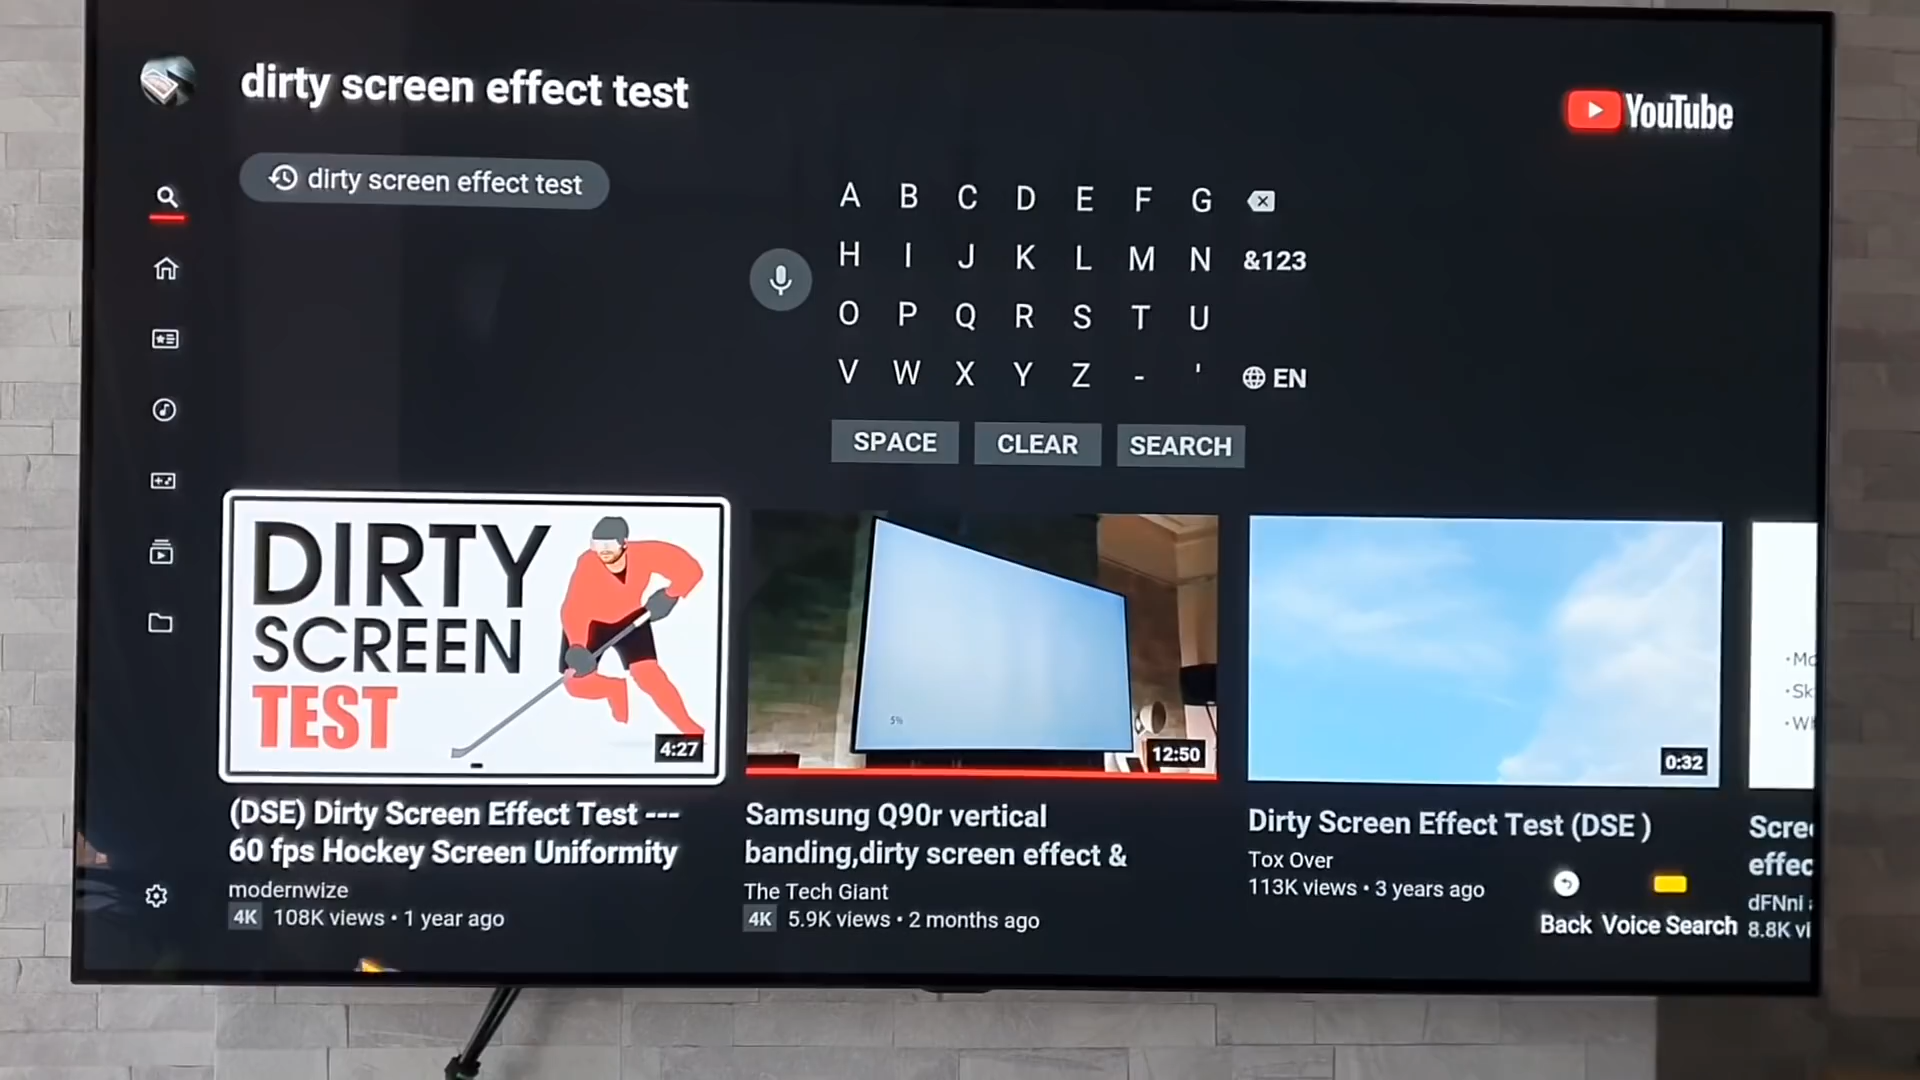 dirty screen effect test
YouTube
dirty screen effect test
A B C D E F G
H I J K L M N &123
O P Q R S T U
V W X Y Z - ' EN
SPACE CLEAR SEARCH
DIRTY
SCREEN
TEST
4:27
5%
12:50
0:32
(DSE) Dirty Screen Effect Test ---
60 fps Hockey Screen Uniformity
modernwize
4K 108K views • 1 year ago
Samsung Q90r vertical
banding,dirty screen effect &
The Tech Giant
4K 5.9K views • 2 months ago
Dirty Screen Effect Test (DSE )
Tox Over
113K views • 3 years ago
Back Voice Search
8.8K